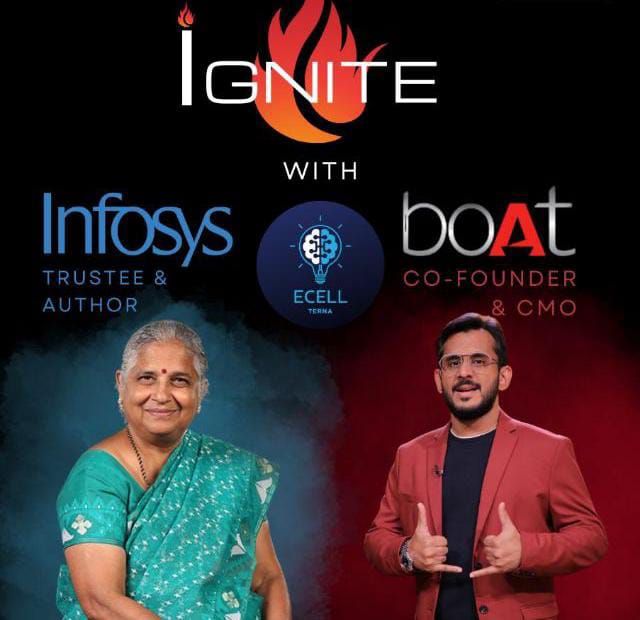 IGNITE
WITH
Infosys
TRUSTEE &
AUTHOR
ECELL
TERNA
boAt
CO-FOUNDER
& CMO